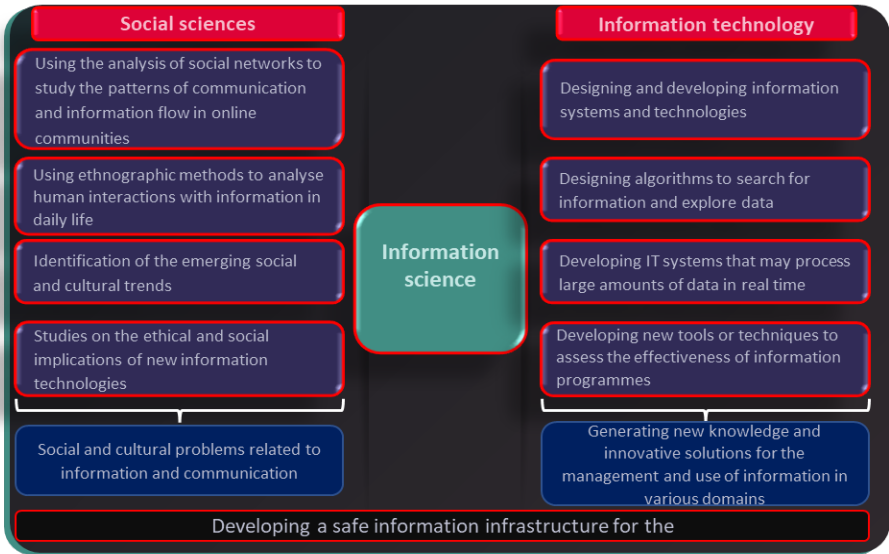 Social sciences
Using the analysis of social networks to
study the patterns of communication
and information flow in online
communities
Using ethnographic methods to analyse
human interactions with information in
daily life
Identification of the emerging social
and cultural trends
Studies on the ethical and social
implications of new information
technologies
Social and cultural problems related to
information and communication
Information
science
Information technology
Designing and developing information
systems and technologies
Designing algorithms to search for
information and explore data
Developing IT systems that may process
large amounts of data in real time
Developing new tools or techniques to
assess the effectiveness of information
programmes
Generating new knowledge and
innovative solutions for the
management and use of information in
various domains
Developing a safe information infrastructure for the